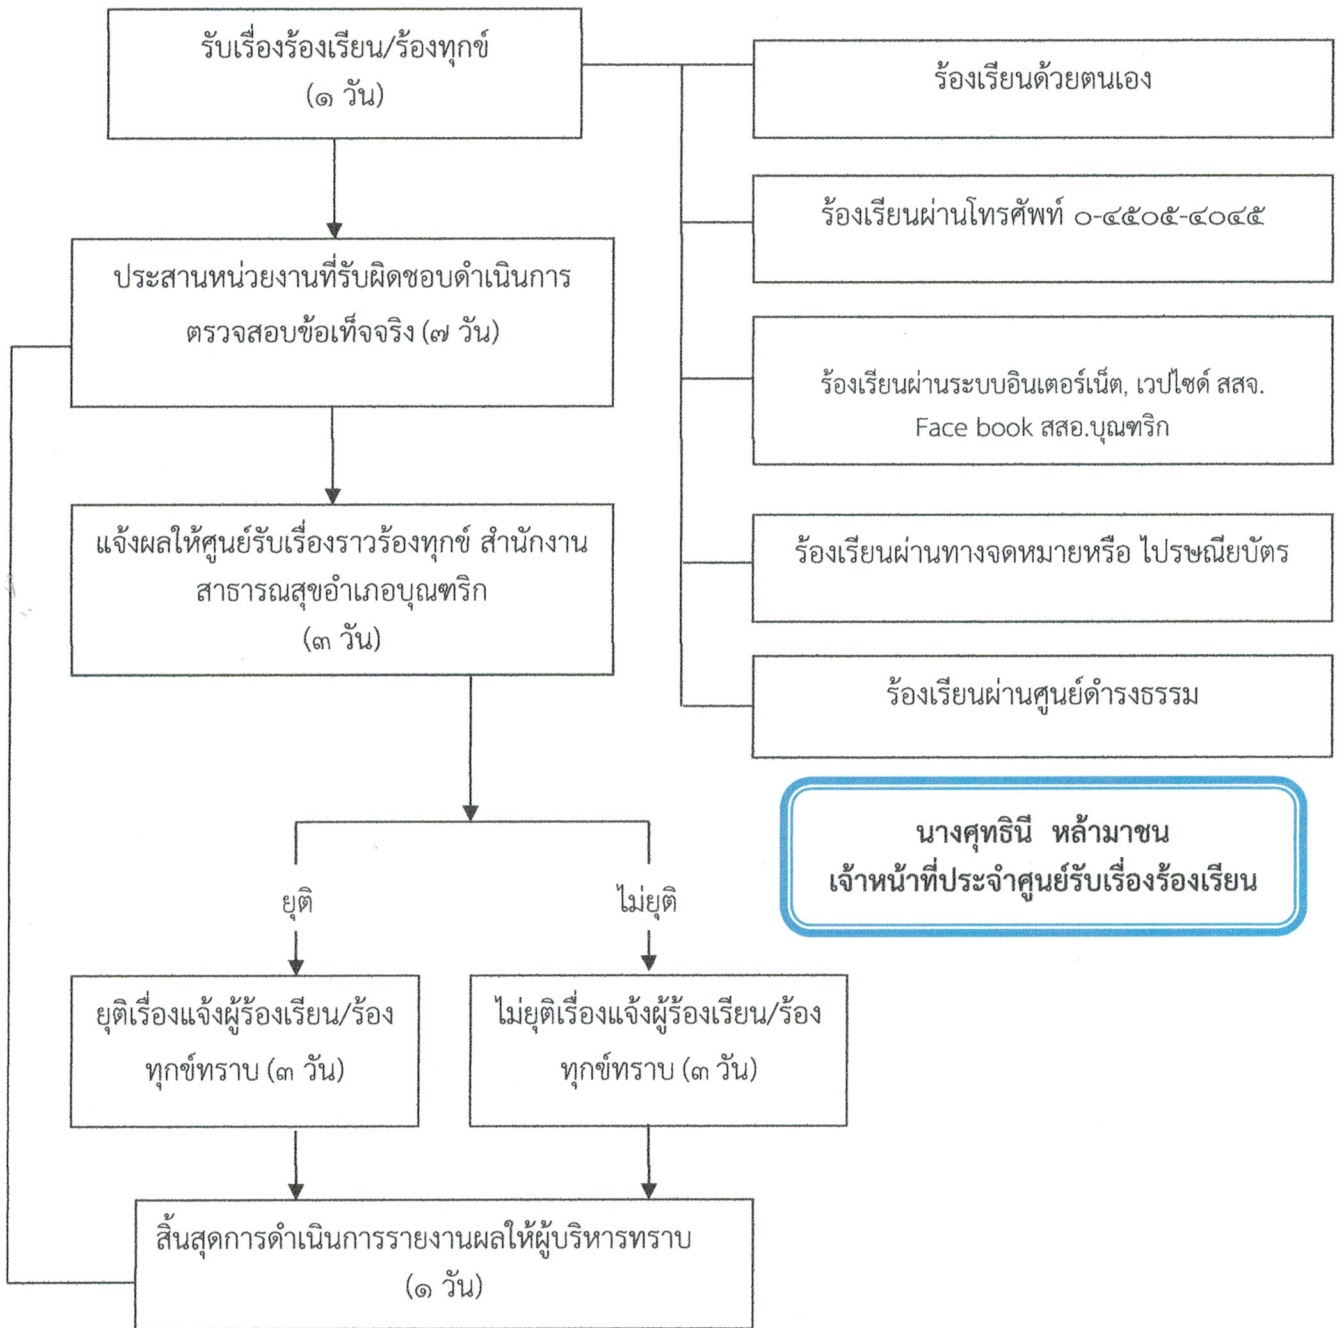 รับเรื่องร้องเรียน/ร้องทุกข์
(๑ วัน)
ร้องเรียนด้วยตนเอง
ร้องเรียนผ่านโทรศัพท์ ๐-๔๕๐๕-๔๐๔๕
ประสานหน่วยงานที่รับผิดชอบดำเนินการ
ตรวจสอบข้อเท็จจริง (๗ วัน)
ร้องเรียนผ่านระบบอินเตอร์เน็ต, เวปไซด์ สสจ.
Face book สสอ.บุณฑริก
แจ้งผลให้ศูนย์รับเรื่องราวร้องทุกข์ สำนักงาน
สาธารณสุขอำเภอบุณฑริก
(๓ วัน)
ร้องเรียนผ่านทางจดหมายหรือ ไปรษณียบัตร
ร้องเรียนผ่านศูนย์ดำรงธรรม
นางศุทธินี หล้ามาชน
เจ้าหน้าที่ประจำศูนย์รับเรื่องร้องเรียน
ยุติ
ไม่ยุติ
ยุติเรื่องแจ้งผู้ร้องเรียน/ร้อง
ทุกข์ทราบ (๓ วัน)
ไม่ยุติเรื่องแจ้งผู้ร้องเรียน/ร้อง
ทุกข์ทราบ (๓ วัน)
สิ้นสุดการดำเนินการรายงานผลให้ผู้บริหารทราบ
(๑ วัน)